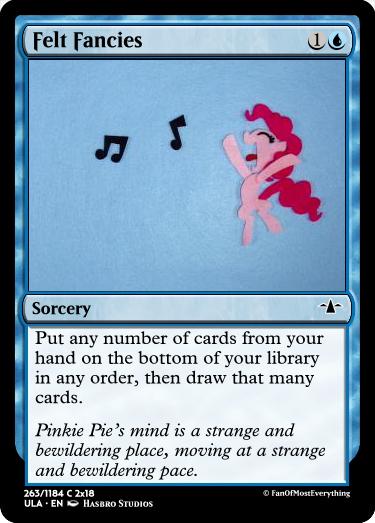 Felt Fancies 1
Sorcery
Put any number of cards from your
hand on the bottom of your library
in any order, then draw that many
cards.
Pinkie Pie's mind is a strange and
bewildering place, moving at a strange
and bewildering pace.
263/1184 C 2x18
ULA • EN Hasbro Studios
© FanOfMostEverything